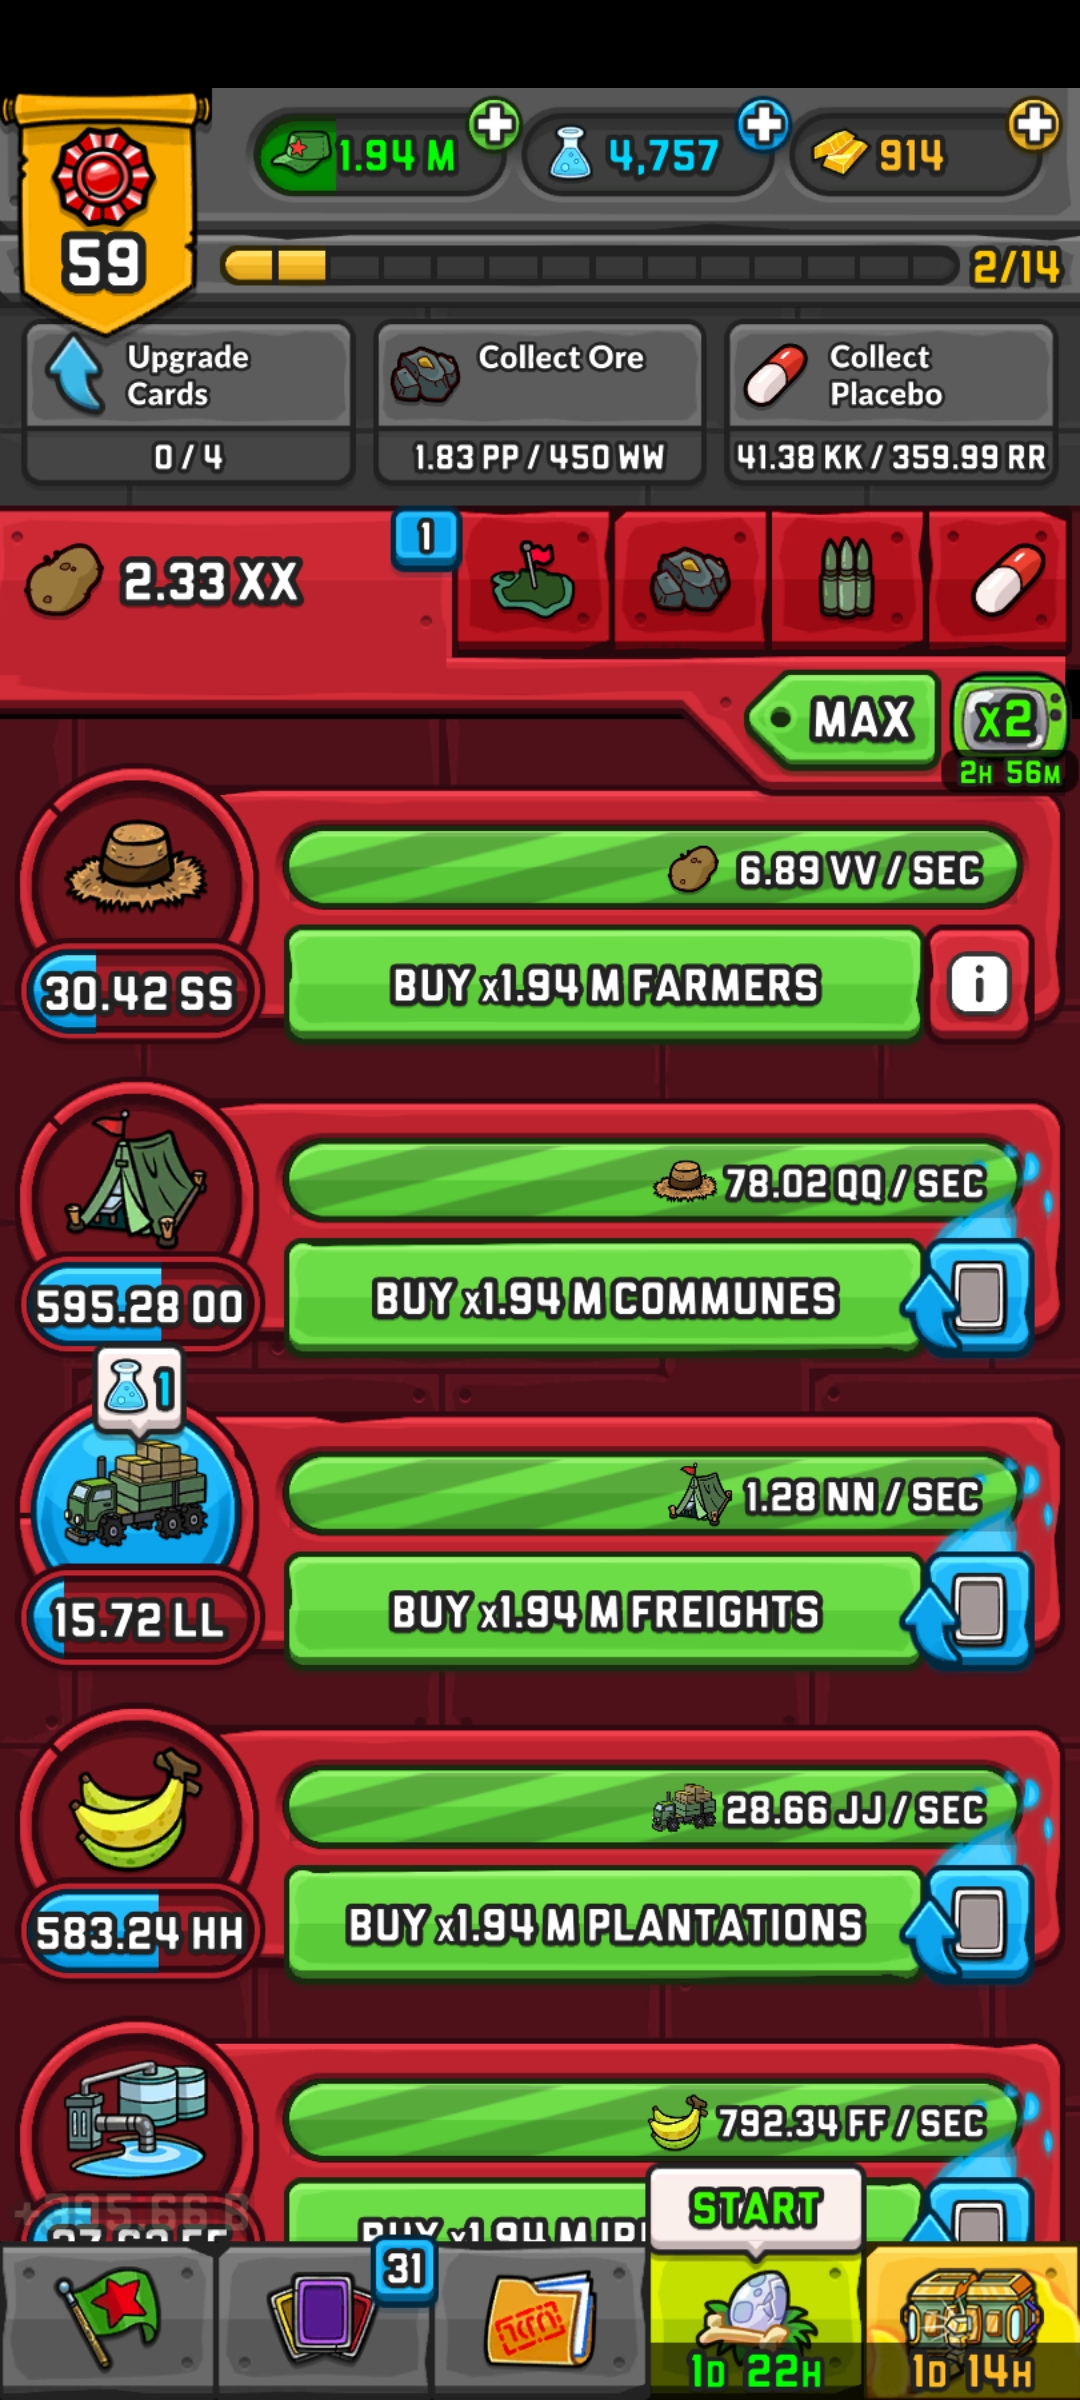 1.94 M
4,757
914
59
2/14
Upgrade
Cards
0 / 4
Collect Ore
1.83 PP / 450 WW
Collect
Placebo
41.38 KK / 359.99 RR
2.33 XX
1
MAX
x2
2H 56M
6.89 VV / SEC
30.42 SS
BUY x1.94 M FARMERS
i
78.02 QQ / SEC
595.28 OO
BUY x1.94 M COMMUNES
1
1.28 NN / SEC
15.72 LL
BUY x1.94 M FREIGHTS
28.66 JJ / SEC
583.24 HH
BUY x1.94 M PLANTATIONS
792.34 FF / SEC
+395.66 B
BUY x1.94 M
START
31
1D 22H
1D 14H